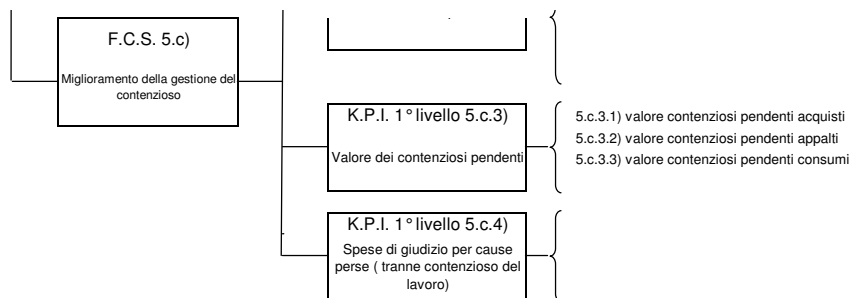 F.C.S. 5.c)
Miglioramento della gestione del
contenzioso
K.P.I. 1° livello 5.c.3)
Valore dei contenziosi pendenti
5.c.3.1) valore contenziosi pendenti acquisti
5.c.3.2) valore contenziosi pendenti appalti
5.c.3.3) valore contenziosi pendenti consumi
K.P.I. 1° livello 5.c.4)
Spese di giudizio per cause
perse ( tranne contenzioso del
lavoro)